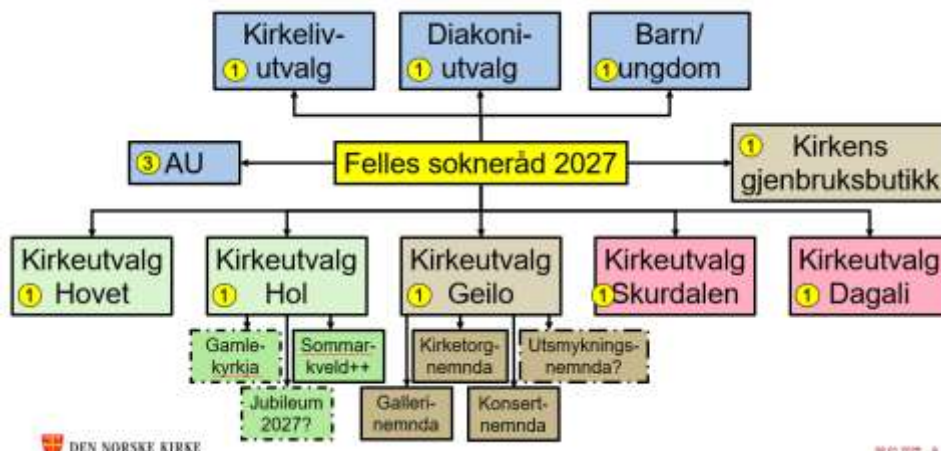 Kirkeliv-
1 utvalg
Diakoni-
1 utvalg
Barn/
1 ungdom
3 AU
Felles sokneråd 2027
1 Kirkens
gjenbruksbutikk
Kirkeutvalg
1 Hovet
Kirkeutvalg
1 Hol
Kirkeutvalg
1 Geilo
Kirkeutvalg
1 Skurdalen
Kirkeutvalg
1 Dagali
Gamle-
kyrkja
Sommar-
kveld++
Jubileum
2027?
Kirketorg-
nemnda
Utsmyknings-
nemnda?
Galleri-
nemnda
Konsert-
nemnda
DEN NORSKE KIRKE